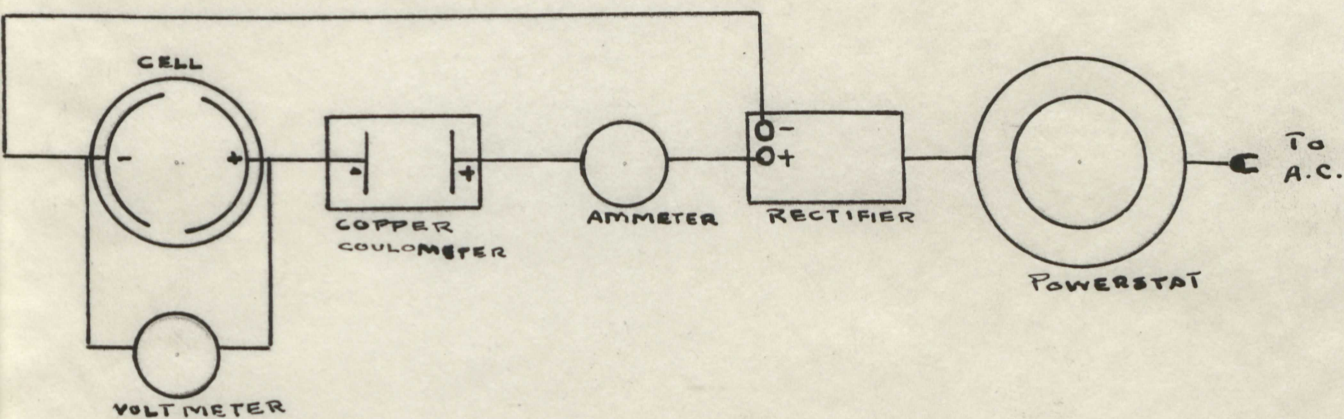 CELL
-
+
-
+
COPPER
COULOMETER
AMMETER
-
+
RECTIFIER
POWERSTAT
To
A.C.
VOLTMETER